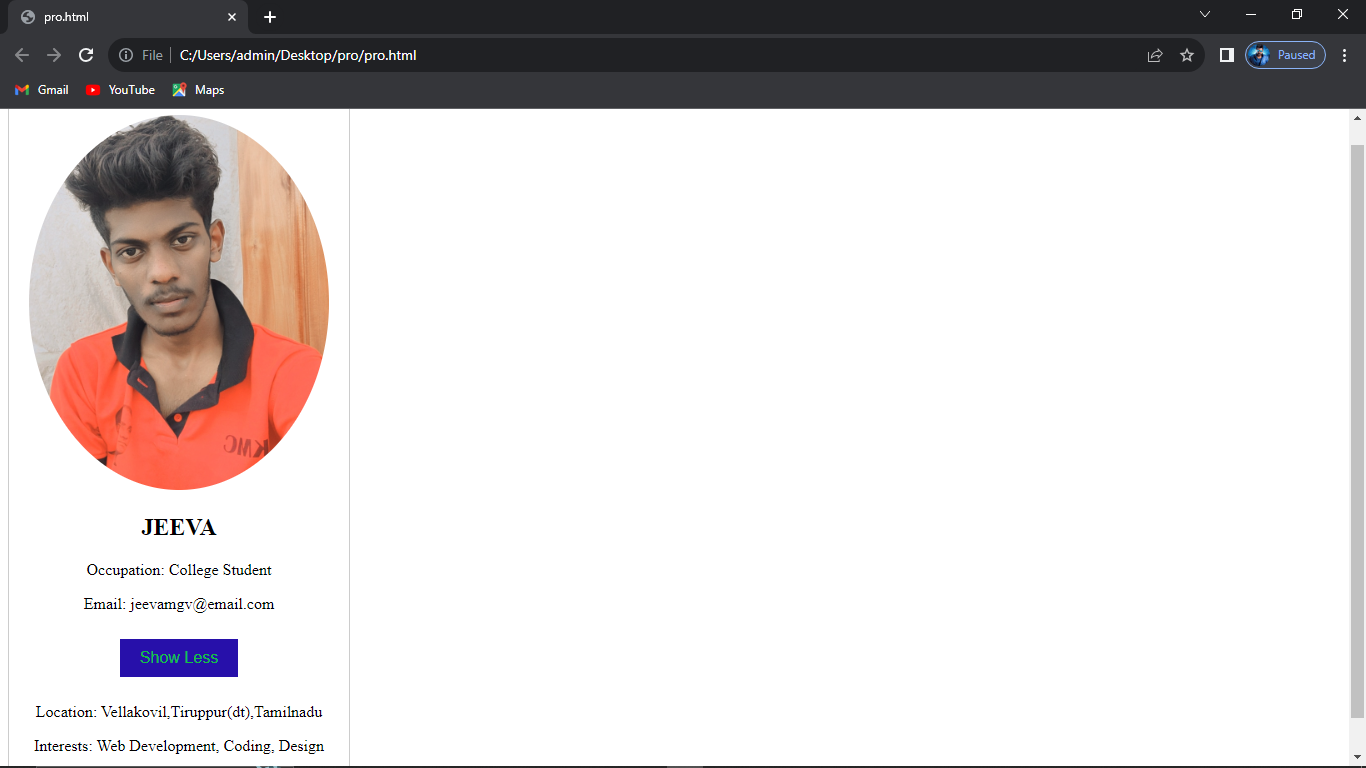 pro.html
File
C:/Users/admin/Desktop/pro/pro.html
Paused
Gmail
YouTube
Maps
KMC
JEEVA
Occupation: College Student
Email: jeevamgv@email.com
Show Less
Location: Vellakovil,Tiruppur(dt),Tamilnadu
Interests: Web Development, Coding, Design